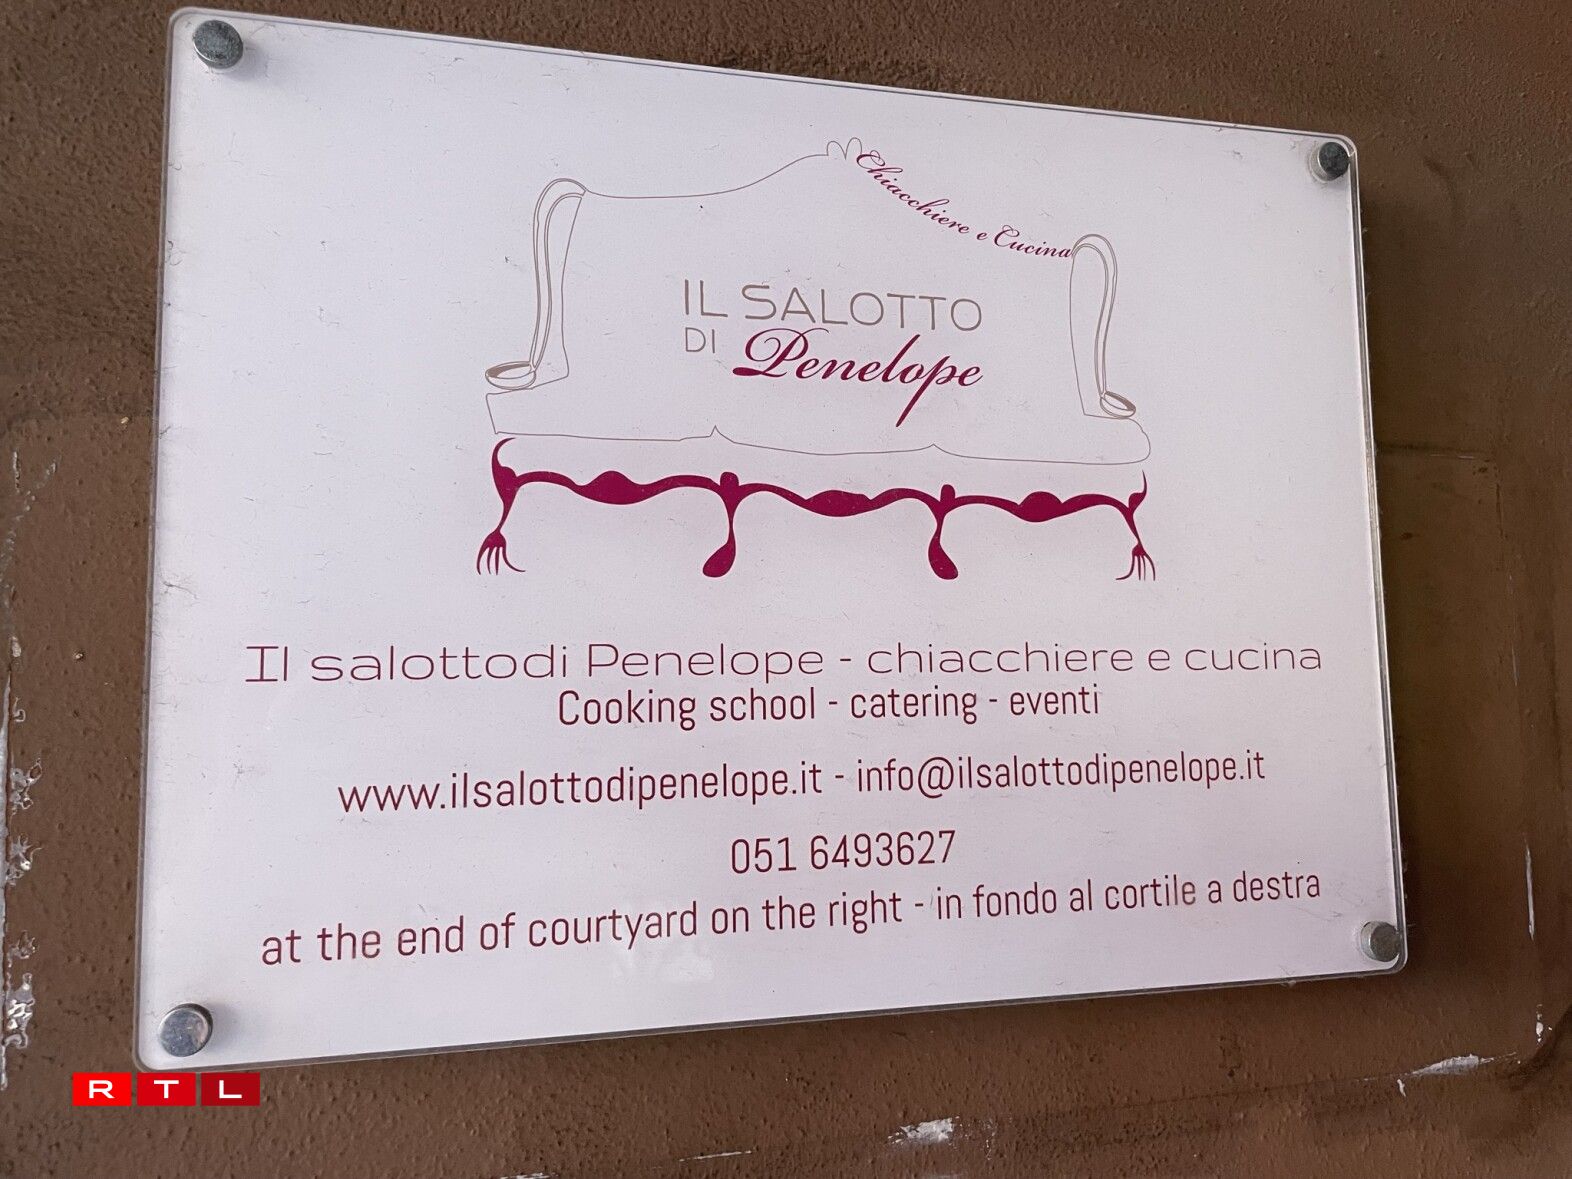 Chiacchiere e Cucina
IL SALOTTO
DI Penelope
Il salottodi Penelope - chiacchiere e cucina
Cooking school - catering - eventi
www.ilsalottodipenelope.it - info@ilsalottodipenelope.it
051 6493627
at the end of courtyard on the right - in fondo al cortile a destra
RTL